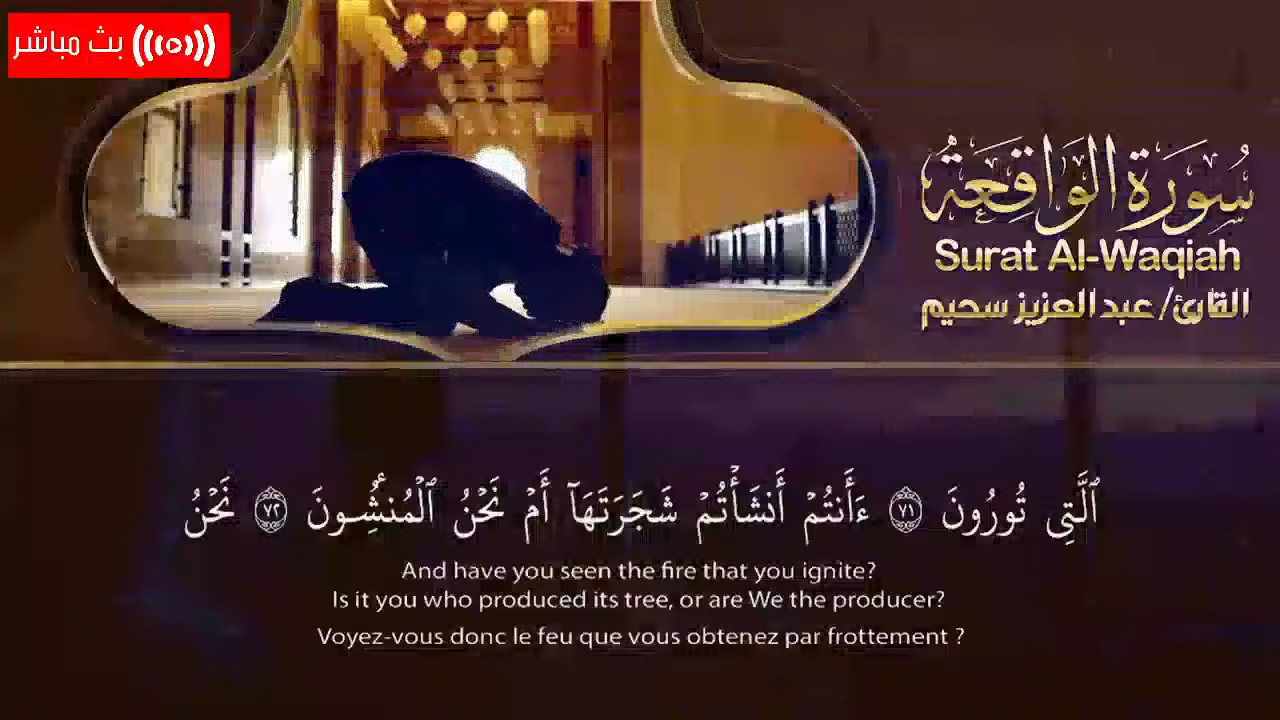 بث مباشر
سُورَةُ الوَاقِعَةِ
Surat Al-Waqiah
القارئ/ عبد العزيز سحيم
ٱلَّتِي تُورُونَ ٧١ ءَأَنتُمْ أَنشَأْتُمْ شَجَرَتَهَآ أَمْ نَحْنُ ٱلْمُنشِـُٔونَ ٧٢ نَحْنُ
And have you seen the fire that you ignite?
Is it you who produced its tree, or are We the producer?
Voyez-vous donc le feu que vous obtenez par frottement ?